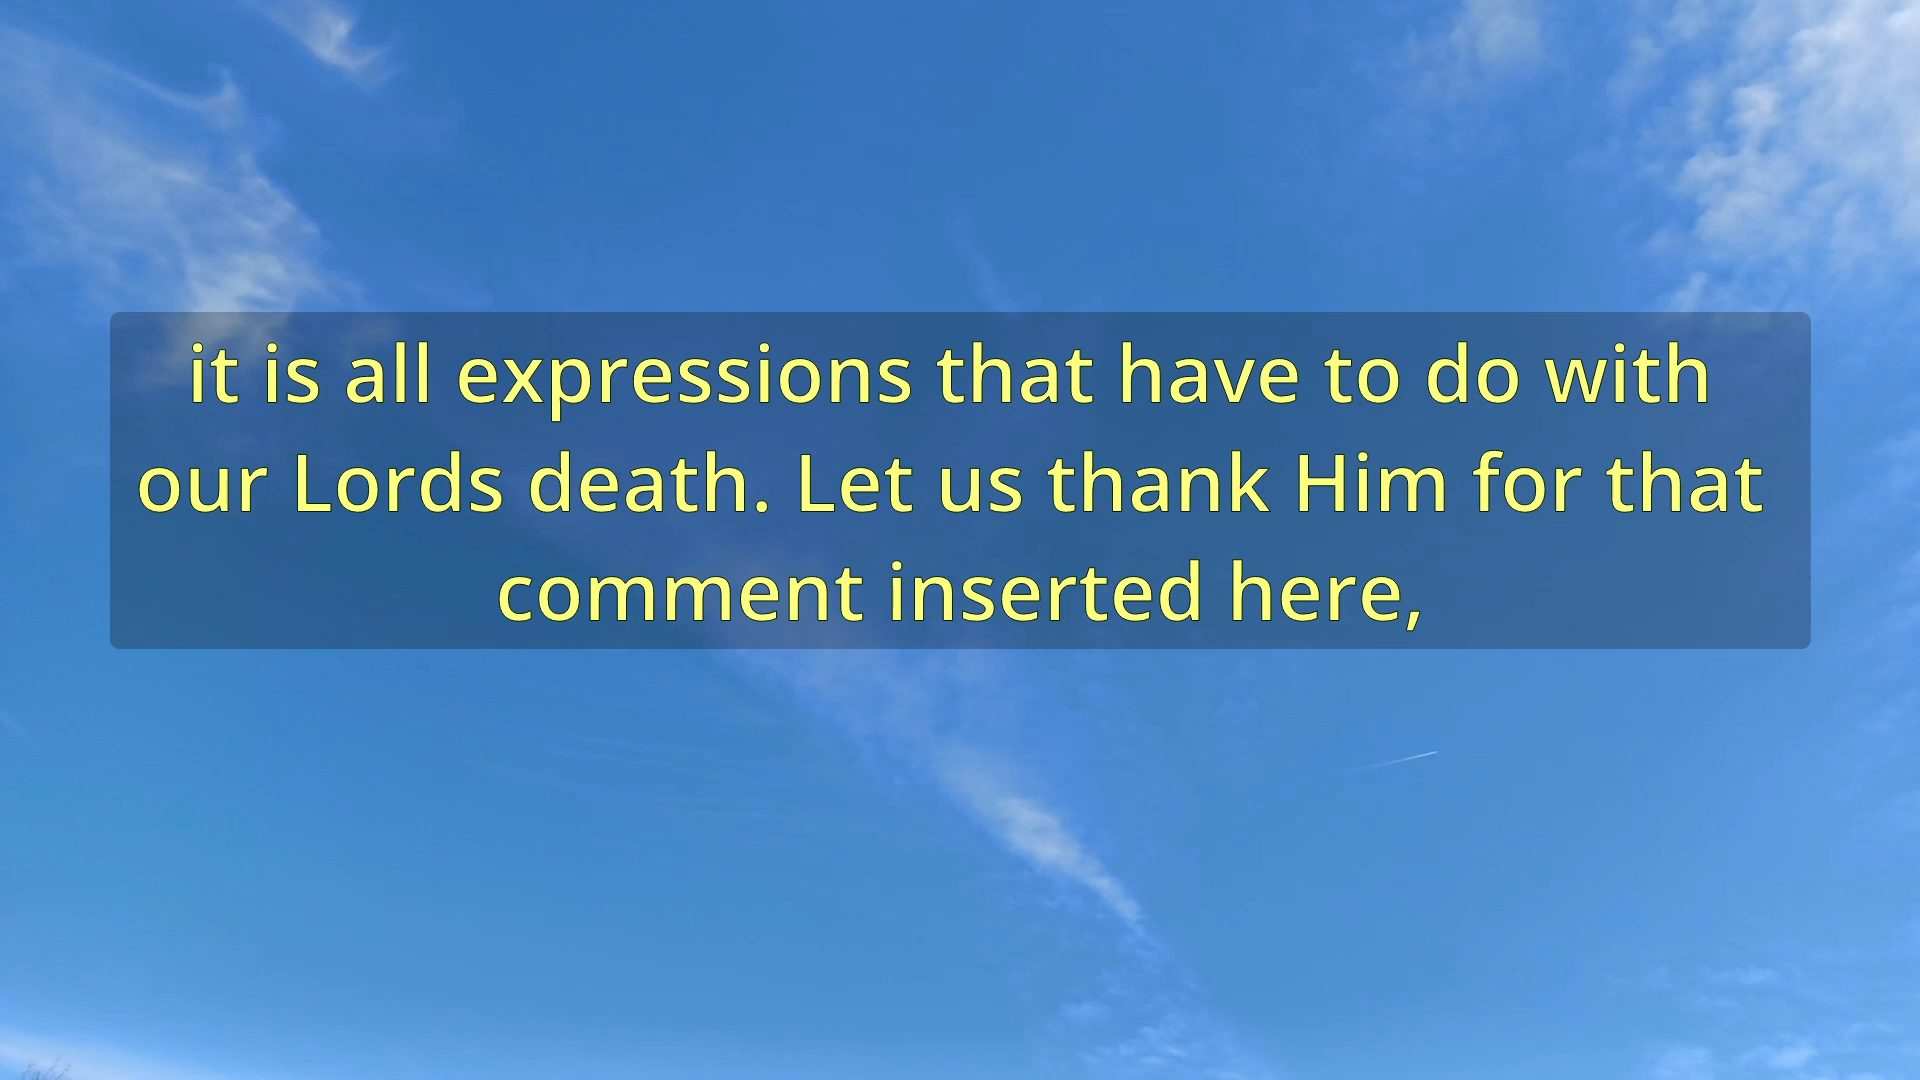 it is all expressions that have to do with
our Lords death. Let us thank Him for that
comment inserted here,